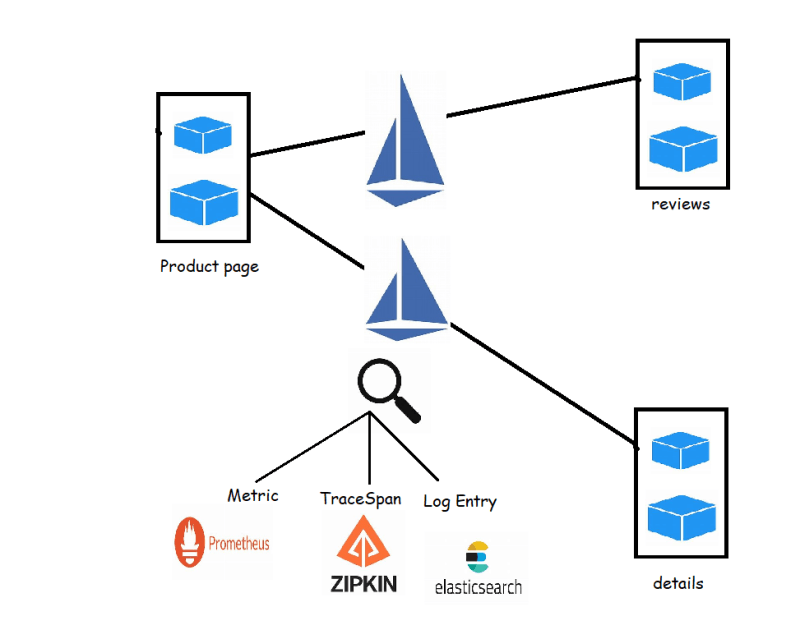 reviews
Product page
Metric
TraceSpan
Log Entry
Prometheus
ZIPKIN
elasticsearch
details